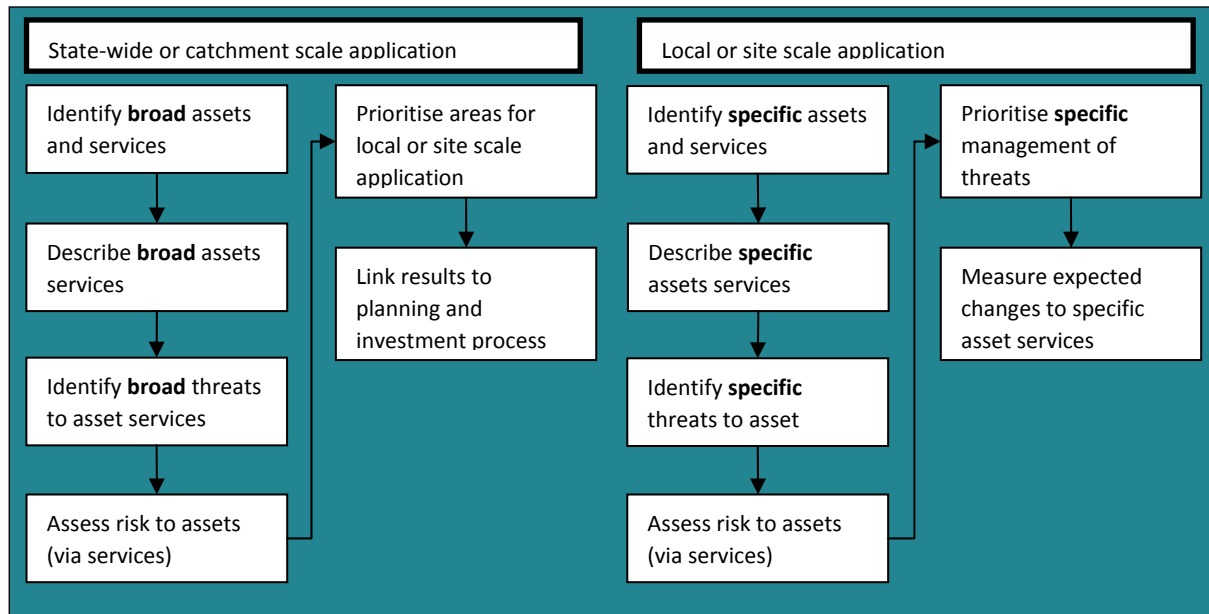 State-wide or catchment scale application
Identify broad assets
and services
Describe broad assets
services
Identify broad threats
to asset services
Assess risk to assets
(via services)
Prioritise areas for
local or site scale
application
Link results to
planning and
investment process
Local or site scale application
Identify specific assets
and services
Describe specific
assets services
Identify specific
threats to asset
Assess risk to assets
(via services)
Prioritise specific
management of
threats
Measure expected
changes to specific
asset services